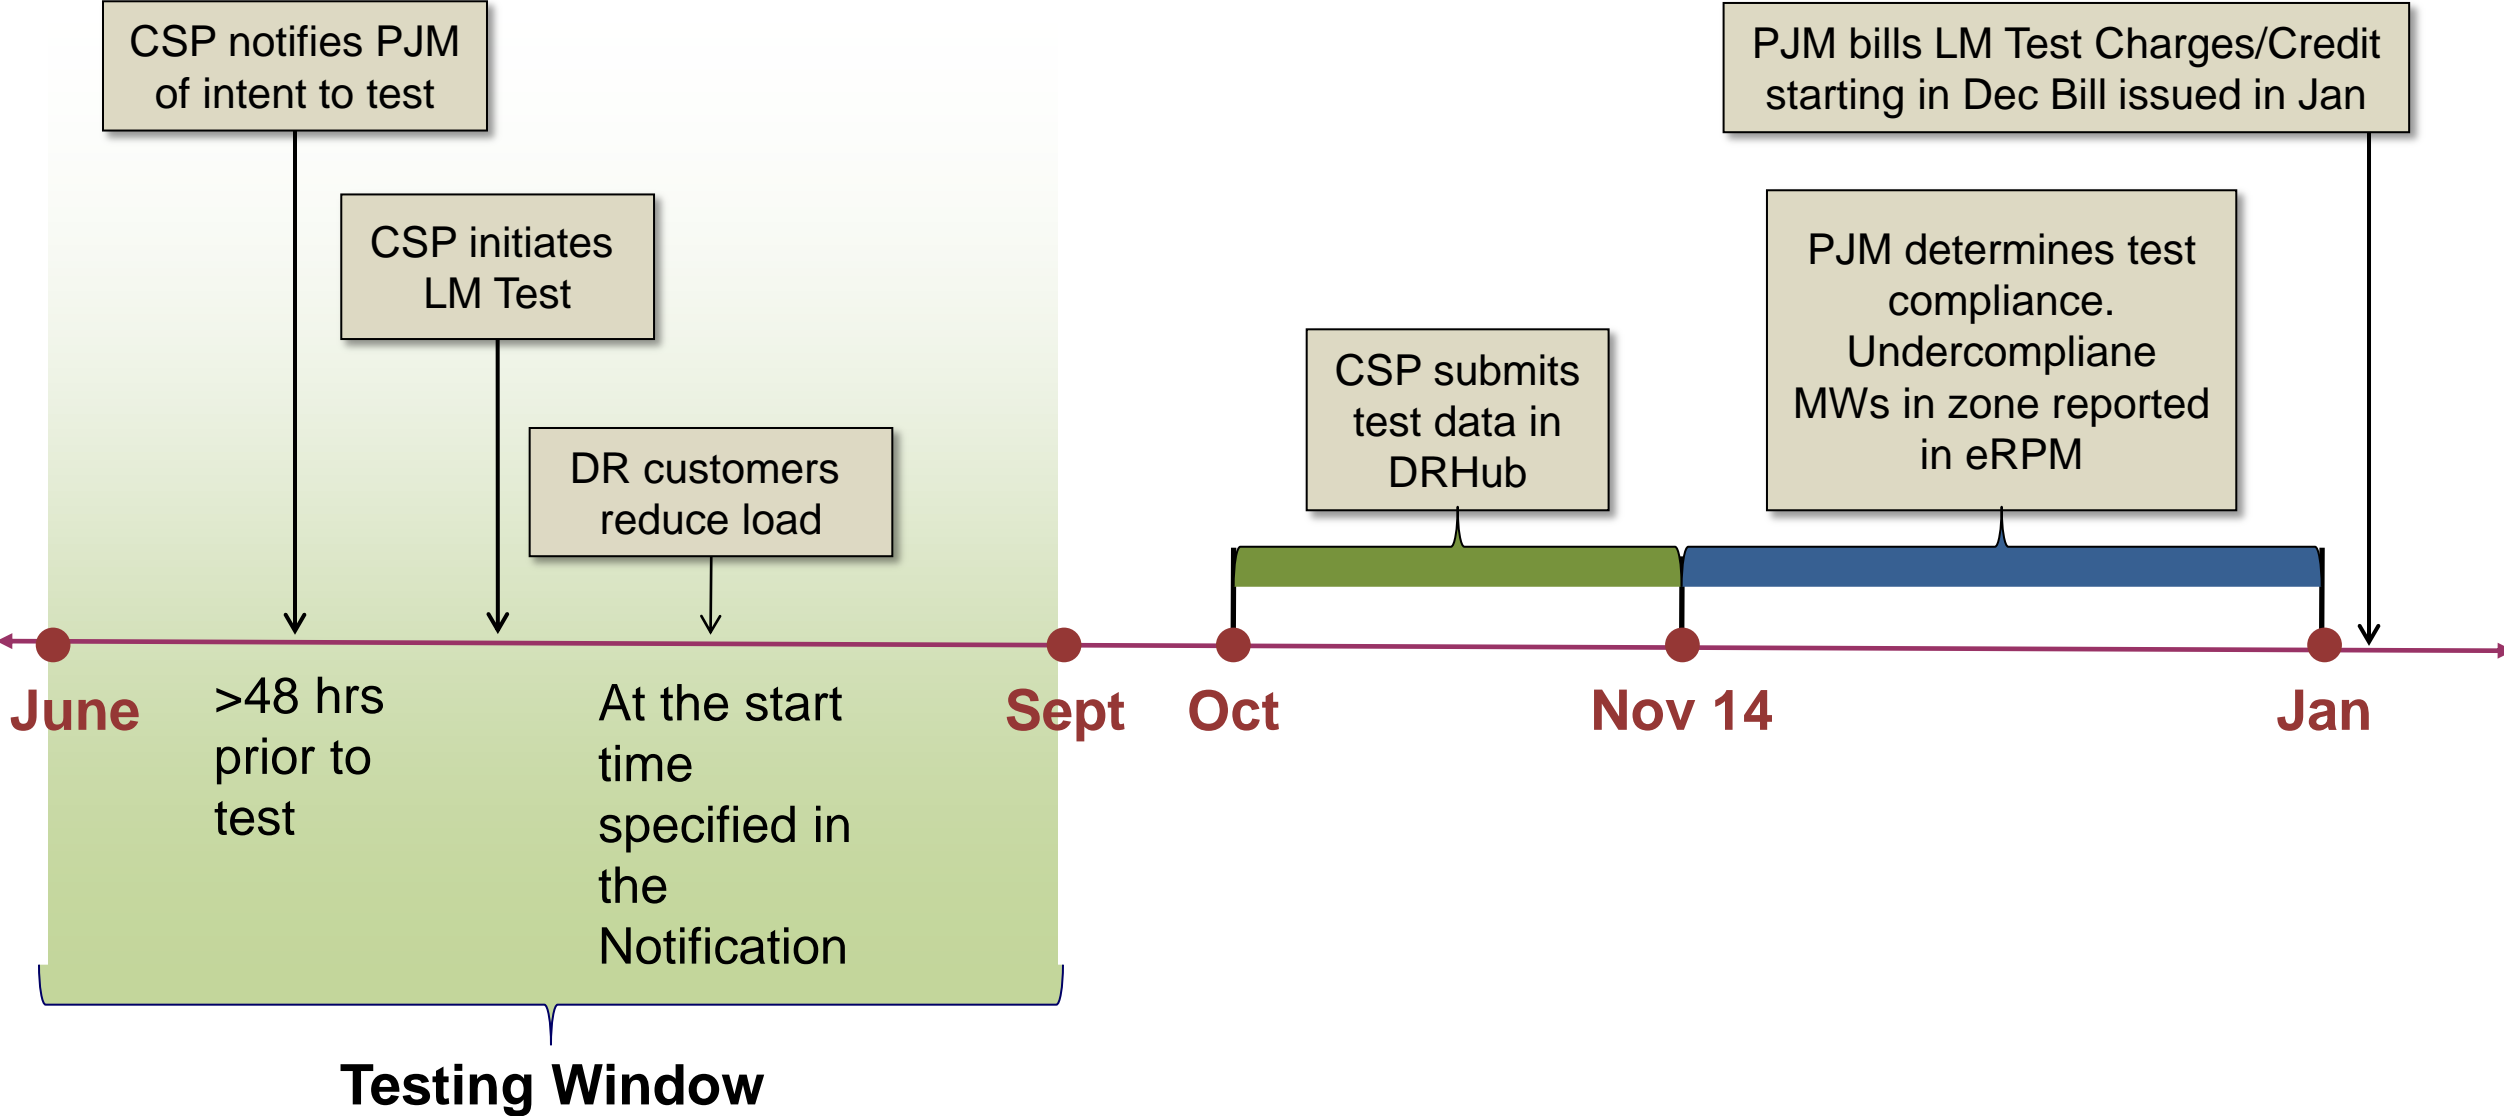 CSP notifies PJM
of intent to test
PJM bills LM Test Charges/Credit
starting in Dec Bill issued in Jan
CSP initiates
LM Test
PJM determines test
compliance.
Undercompliane
MWs in zone reported
in eRPM
CSP submits
test data in
DRHub
DR customers
reduce load
June
Sept
Oct
Nov 14
Jan
>48 hrs
prior to
test
At the start
time
specified in
the
Notification
Testing Window